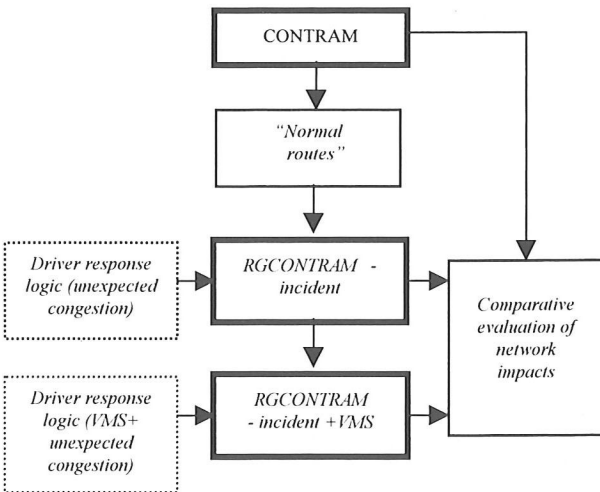 CONTRAM
“Normal
routes”
Driver response
logic (unexpected
congestion)
RGCONTRAM -
incident
Comparative
evaluation of
network
impacts
Driver response
logic (VMS+
unexpected
congestion)
RGCONTRAM
- incident +VMS